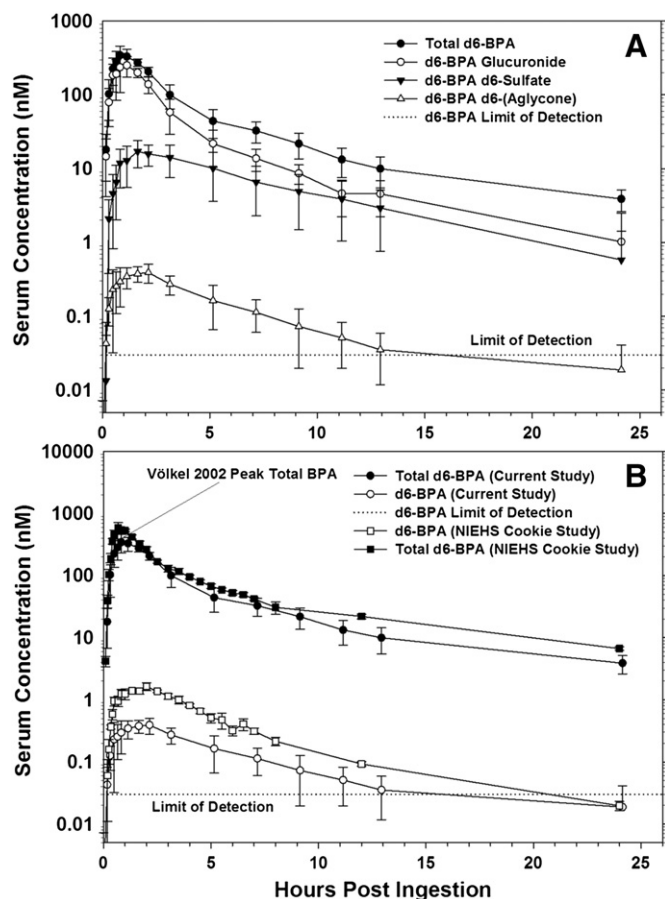 A
Total d6-BPA
d6-BPA Glucuronide
d6-BPA d6-Sulfate
d6-BPA d6-(Aglycone)
d6-BPA Limit of Detection
Serum Concentration (nM)
1000
100
10
1
0.1
0.01
Limit of Detection
0 5 10 15 20 25
B
Völkel 2002 Peak Total BPA
Total d6-BPA (Current Study)
d6-BPA (Current Study)
d6-BPA Limit of Detection
d6-BPA (NIEHS Cookie Study)
Total d6-BPA (NIEHS Cookie Study)
Serum Concentration (nM)
10000
1000
100
10
1
0.1
0.01
Limit of Detection
0 5 10 15 20 25
Hours Post Ingestion